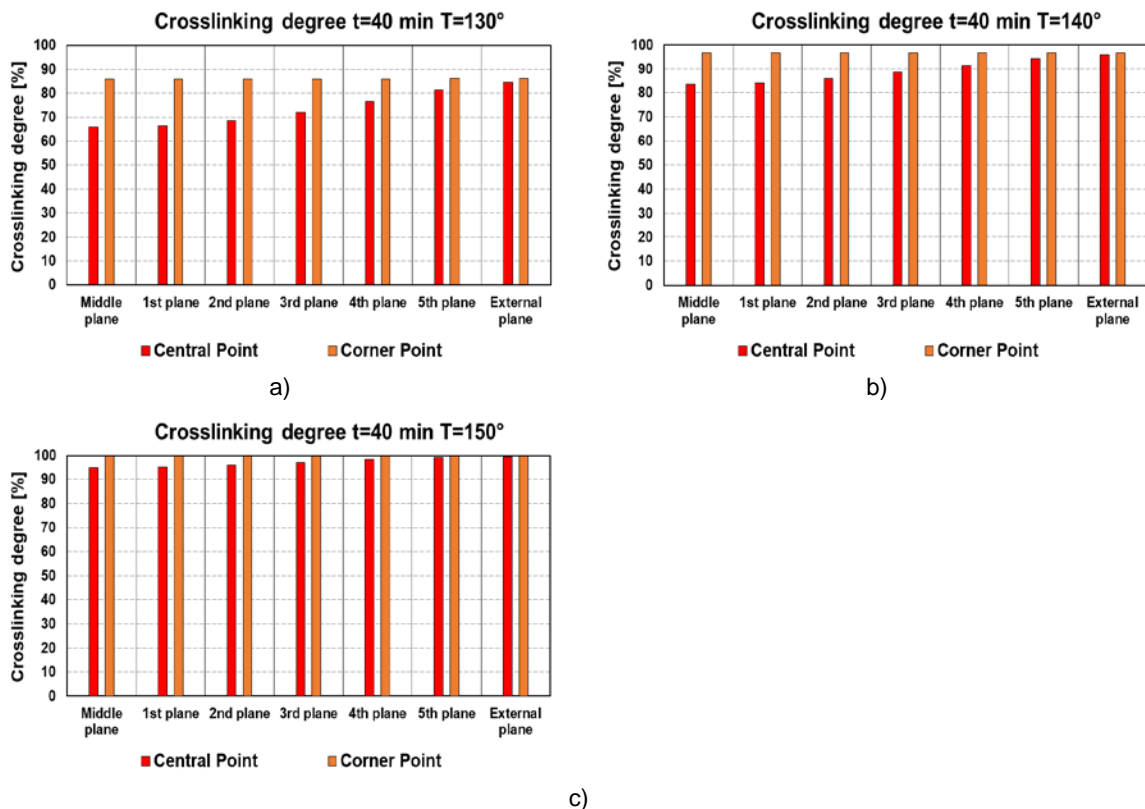 Crosslinking degree t=40 min T=130°
Crosslinking degree [%]
100
90
80
70
60
50
40
30
20
10
0
Middle plane
1st plane
2nd plane
3rd plane
4th plane
5th plane
External plane
Central Point
Corner Point
a)
Crosslinking degree t=40 min T=140°
Crosslinking degree [%]
100
90
80
70
60
50
40
30
20
10
0
Middle plane
1st plane
2nd plane
3rd plane
4th plane
5th plane
External plane
Central Point
Corner Point
b)
Crosslinking degree t=40 min T=150°
Crosslinking degree [%]
100
90
80
70
60
50
40
30
20
10
0
Middle plane
1st plane
2nd plane
3rd plane
4th plane
5th plane
External plane
Central Point
Corner Point
c)